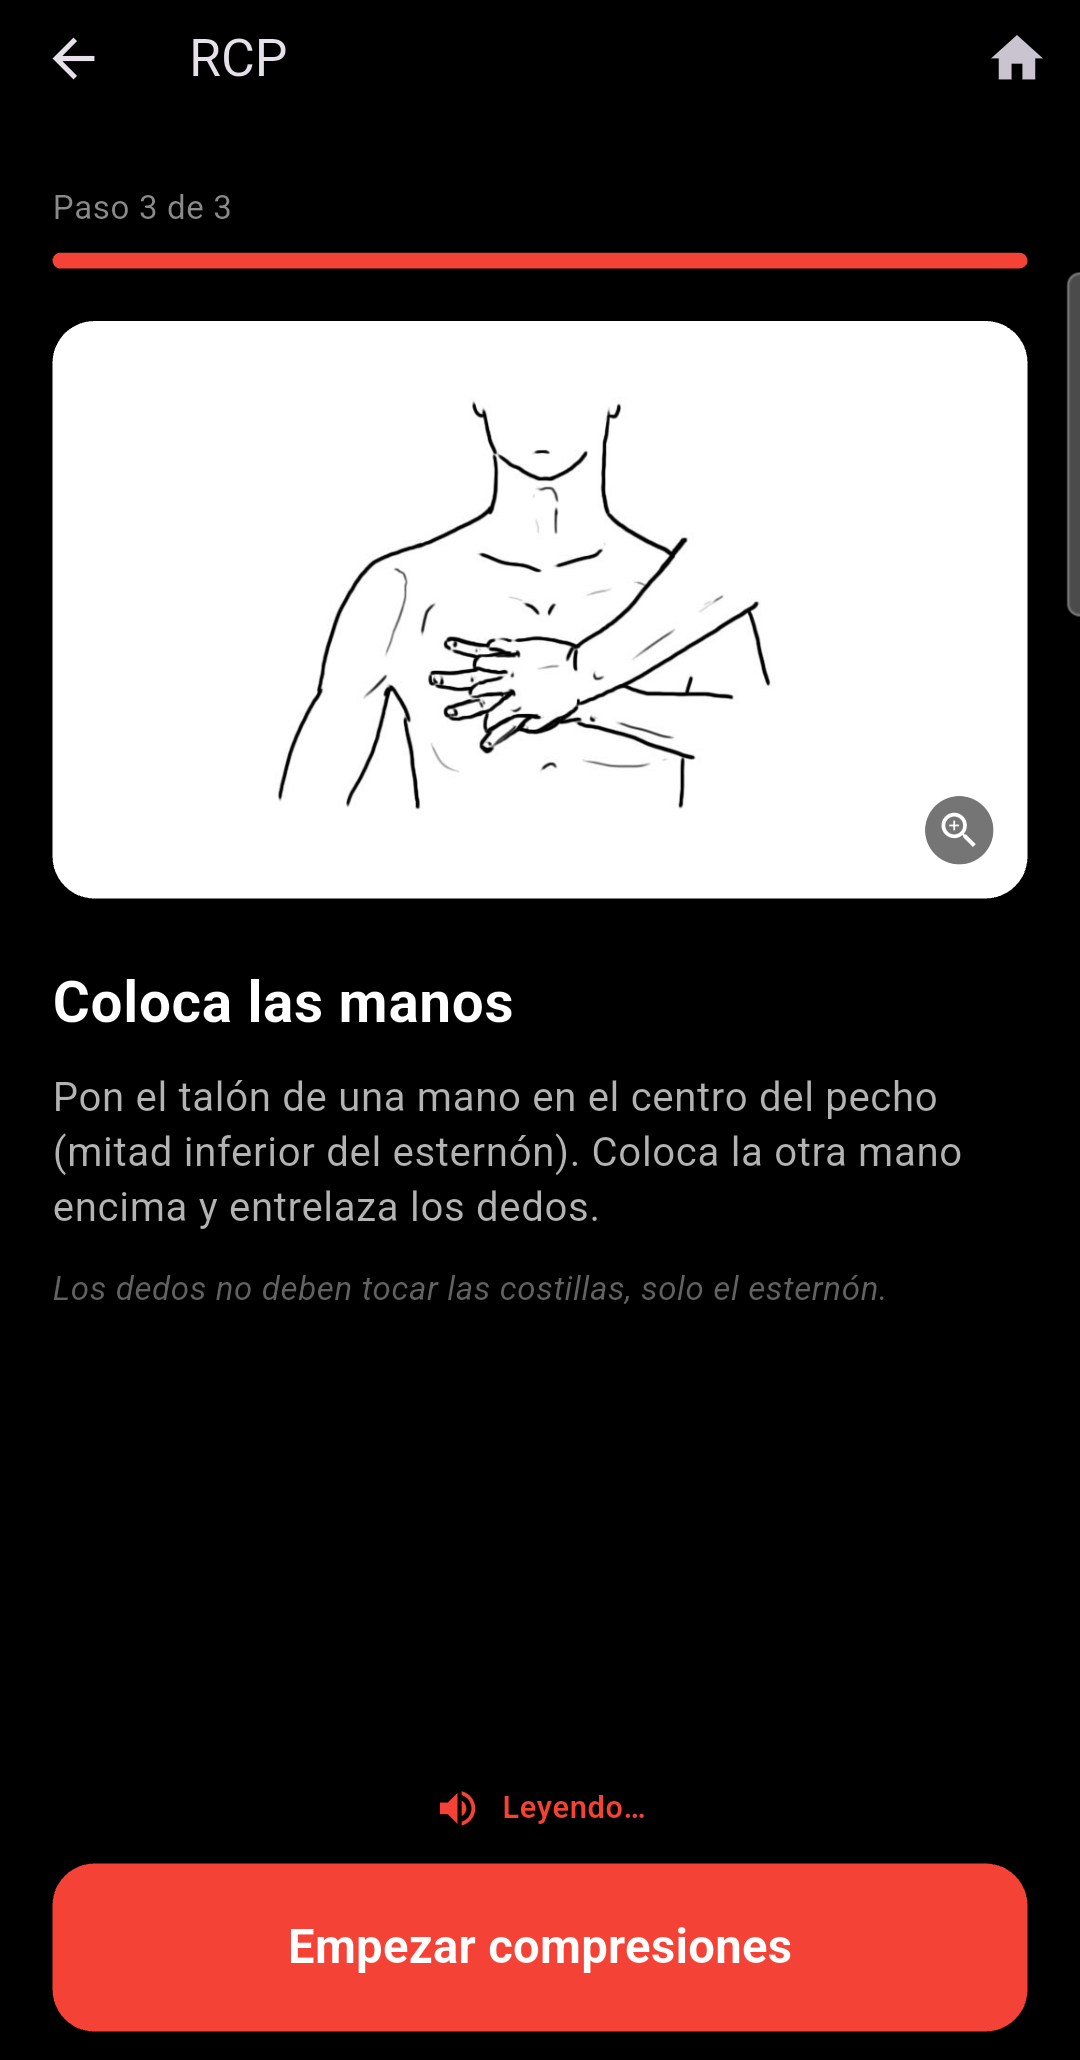 RCP
Paso 3 de 3
Coloca las manos
Pon el talón de una mano en el centro del pecho
(mitad inferior del esternón). Coloca la otra mano
encima y entrelaza los dedos.
Los dedos no deben tocar las costillas, solo el esternón.
Leyendo...
Empezar compresiones